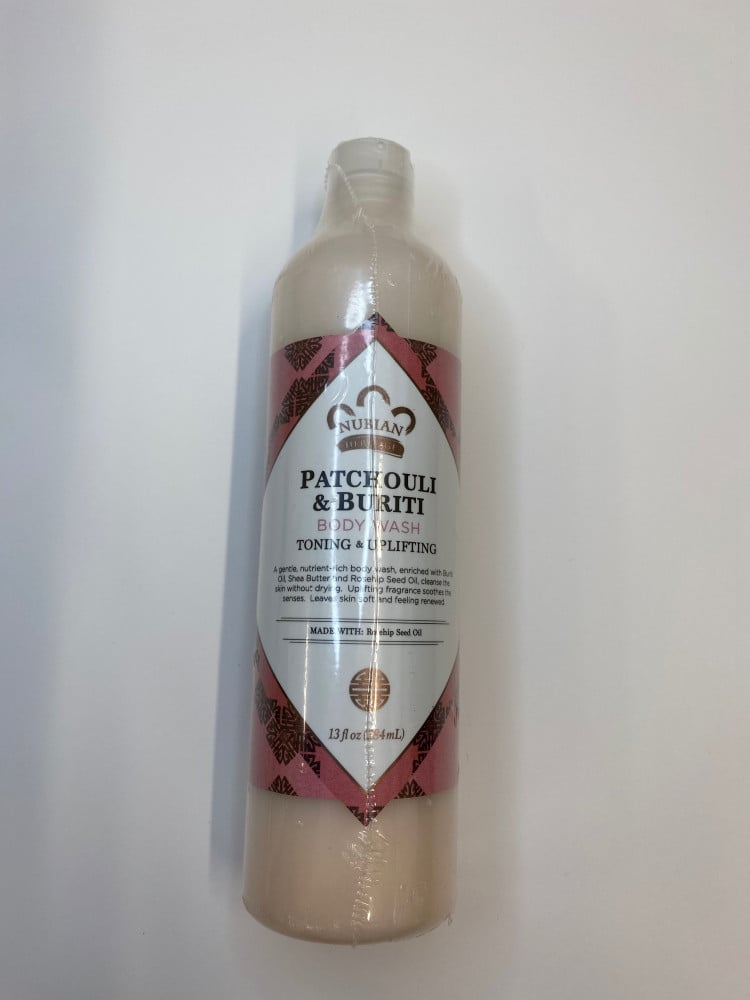 NUBIAN
HERITAGE
PATCHOULI
& BURITI
BODY WASH
TONING & UPLIFTING
A gentle, nutrient-rich body wash, enriched with Buriti
Oil, Shea Butter and Rosehip Seed Oil, cleanse the
skin without drying. Uplifting fragrance soothes the
senses. Leaves skin soft and feeling renewed.
MADE WITH: Rosehip Seed Oil
13 fl oz (384mL)